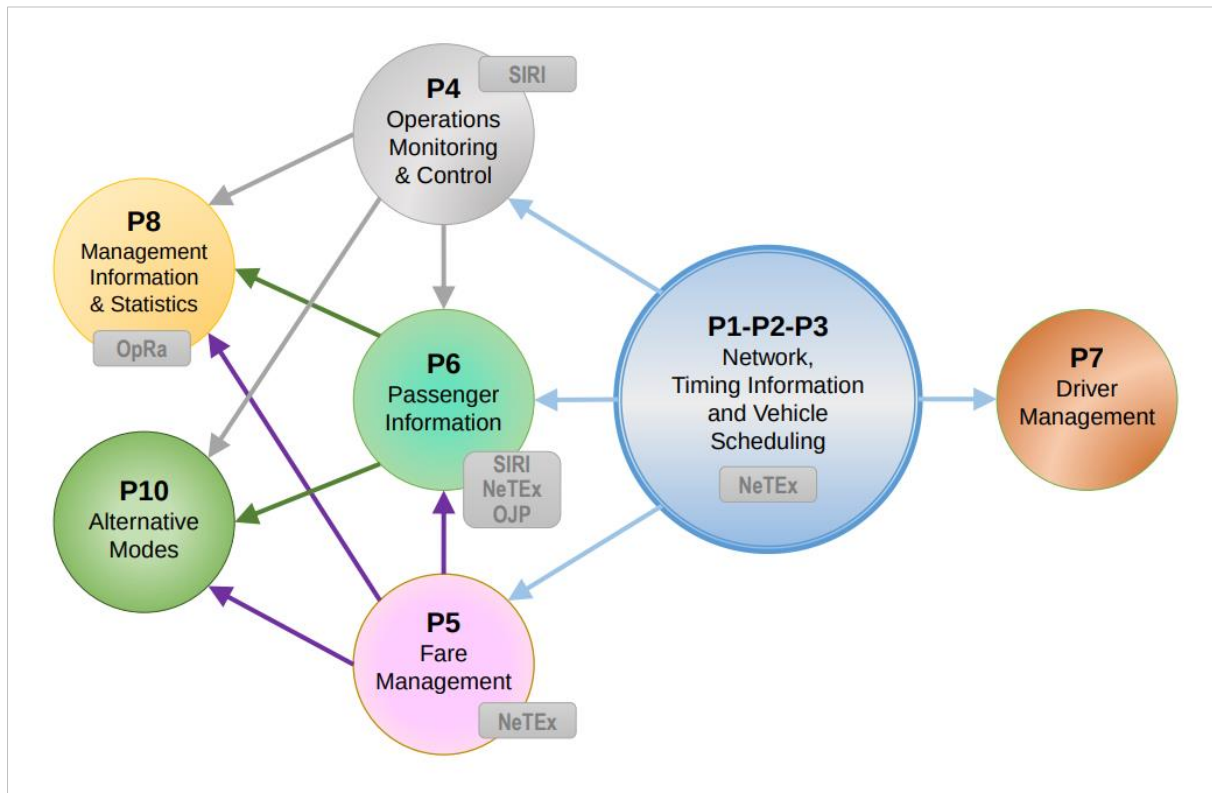 P4
Operations
Monitoring
& Control
SIRI
P8
Management
Information
& Statistics
OpRa
P6
Passenger
Information
SIRI
NeTEx
OJP
P1-P2-P3
Network,
Timing Information
and Vehicle
Scheduling
NeTEx
P7
Driver
Management
P10
Alternative
Modes
P5
Fare
Management
NeTEx